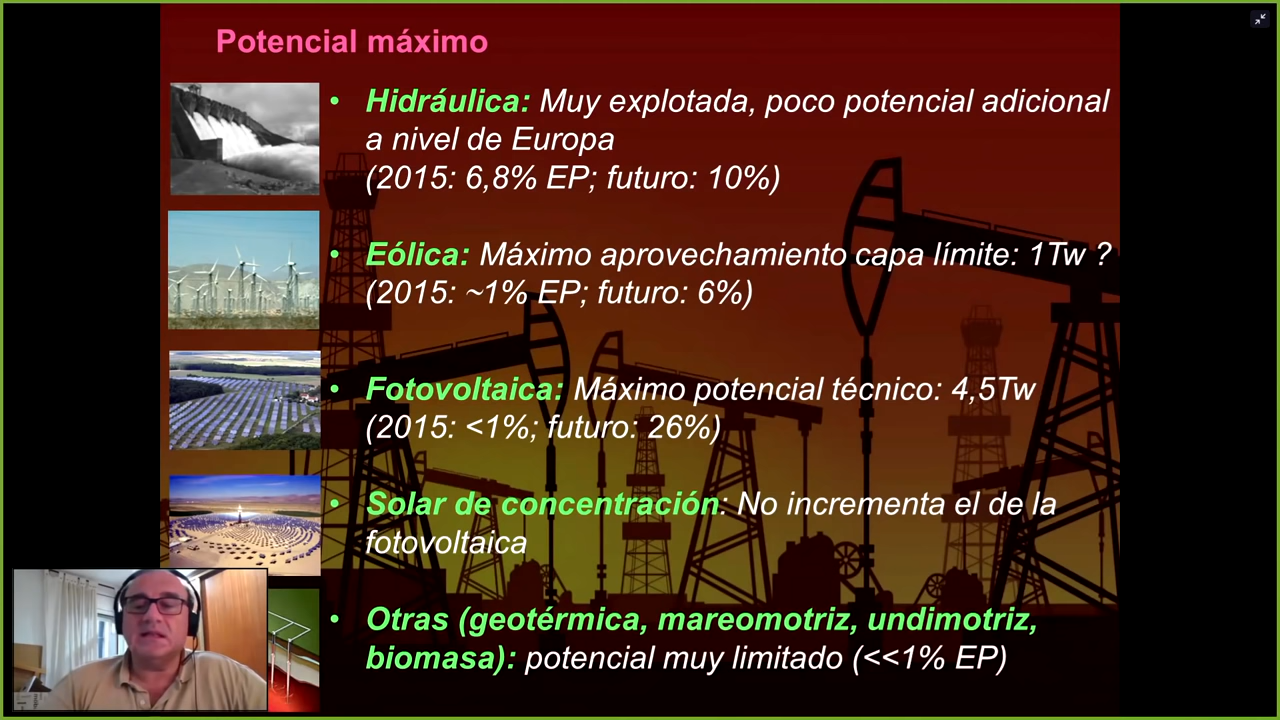 Potencial máximo
• Hidráulica: Muy explotada, poco potencial adicional
a nivel de Europa
(2015: 6,8% EP; futuro: 10%)
• Eólica: Máximo aprovechamiento capa límite: 1Tw ?
(2015: ~1% EP; futuro: 6%)
• Fotovoltaica: Máximo potencial técnico: 4,5Tw
(2015: <1%; futuro: 26%)
• Solar de concentración: No incrementa el de la
fotovoltaica
• Otras (geotérmica, mareomotriz, undimotriz,
biomasa): potencial muy limitado (<<1% EP)